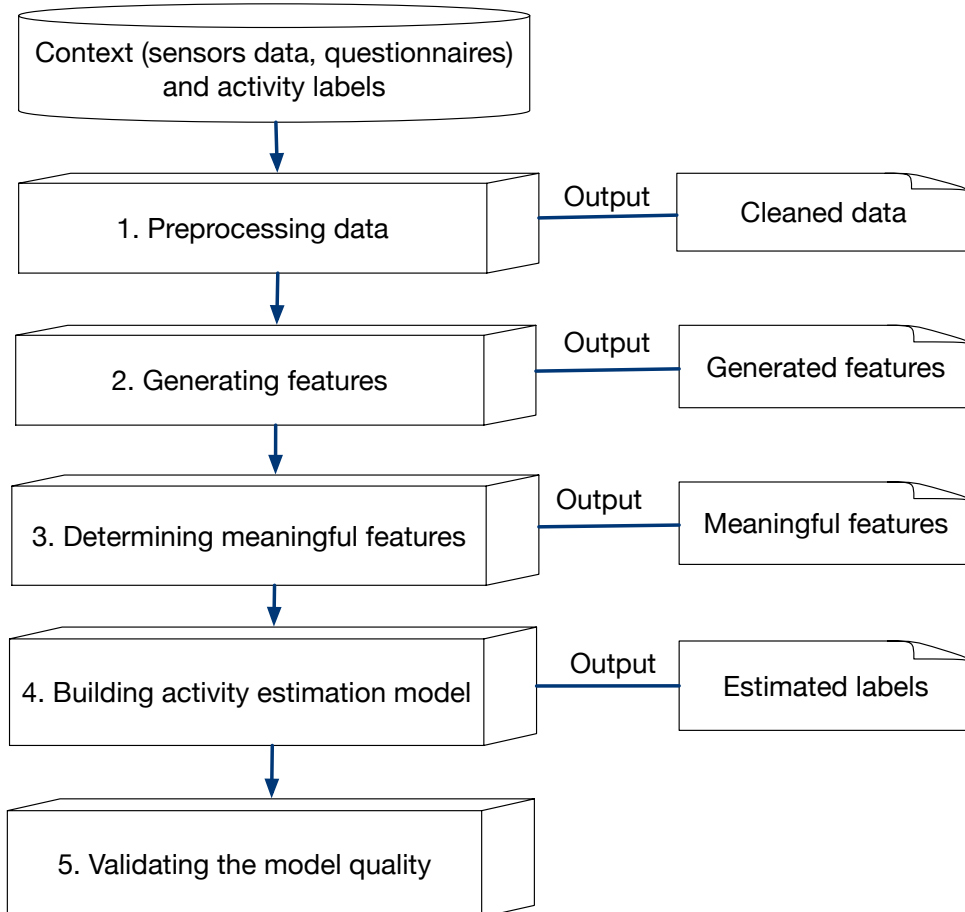 Context (sensors data, questionnaires)
and activity labels
1. Preprocessing data
Output
Cleaned data
2. Generating features
Output
Generated features
3. Determining meaningful features
Output
Meaningful features
4. Building activity estimation model
Output
Estimated labels
5. Validating the model quality